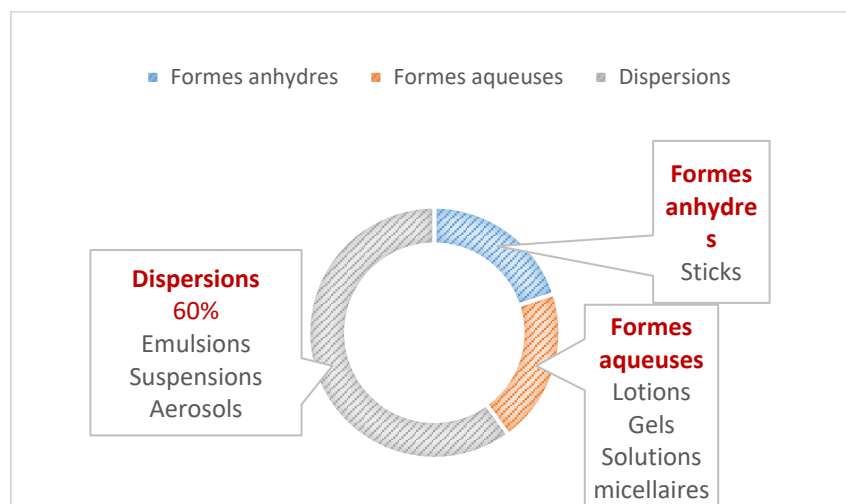 Formes anhydres
Formes aqueuses
Dispersions
Formes
anhydre
s
Sticks
Dispersions
60%
Emulsions
Suspensions
Aerosols
Formes
aqueuses
Lotions
Gels
Solutions
micellaires